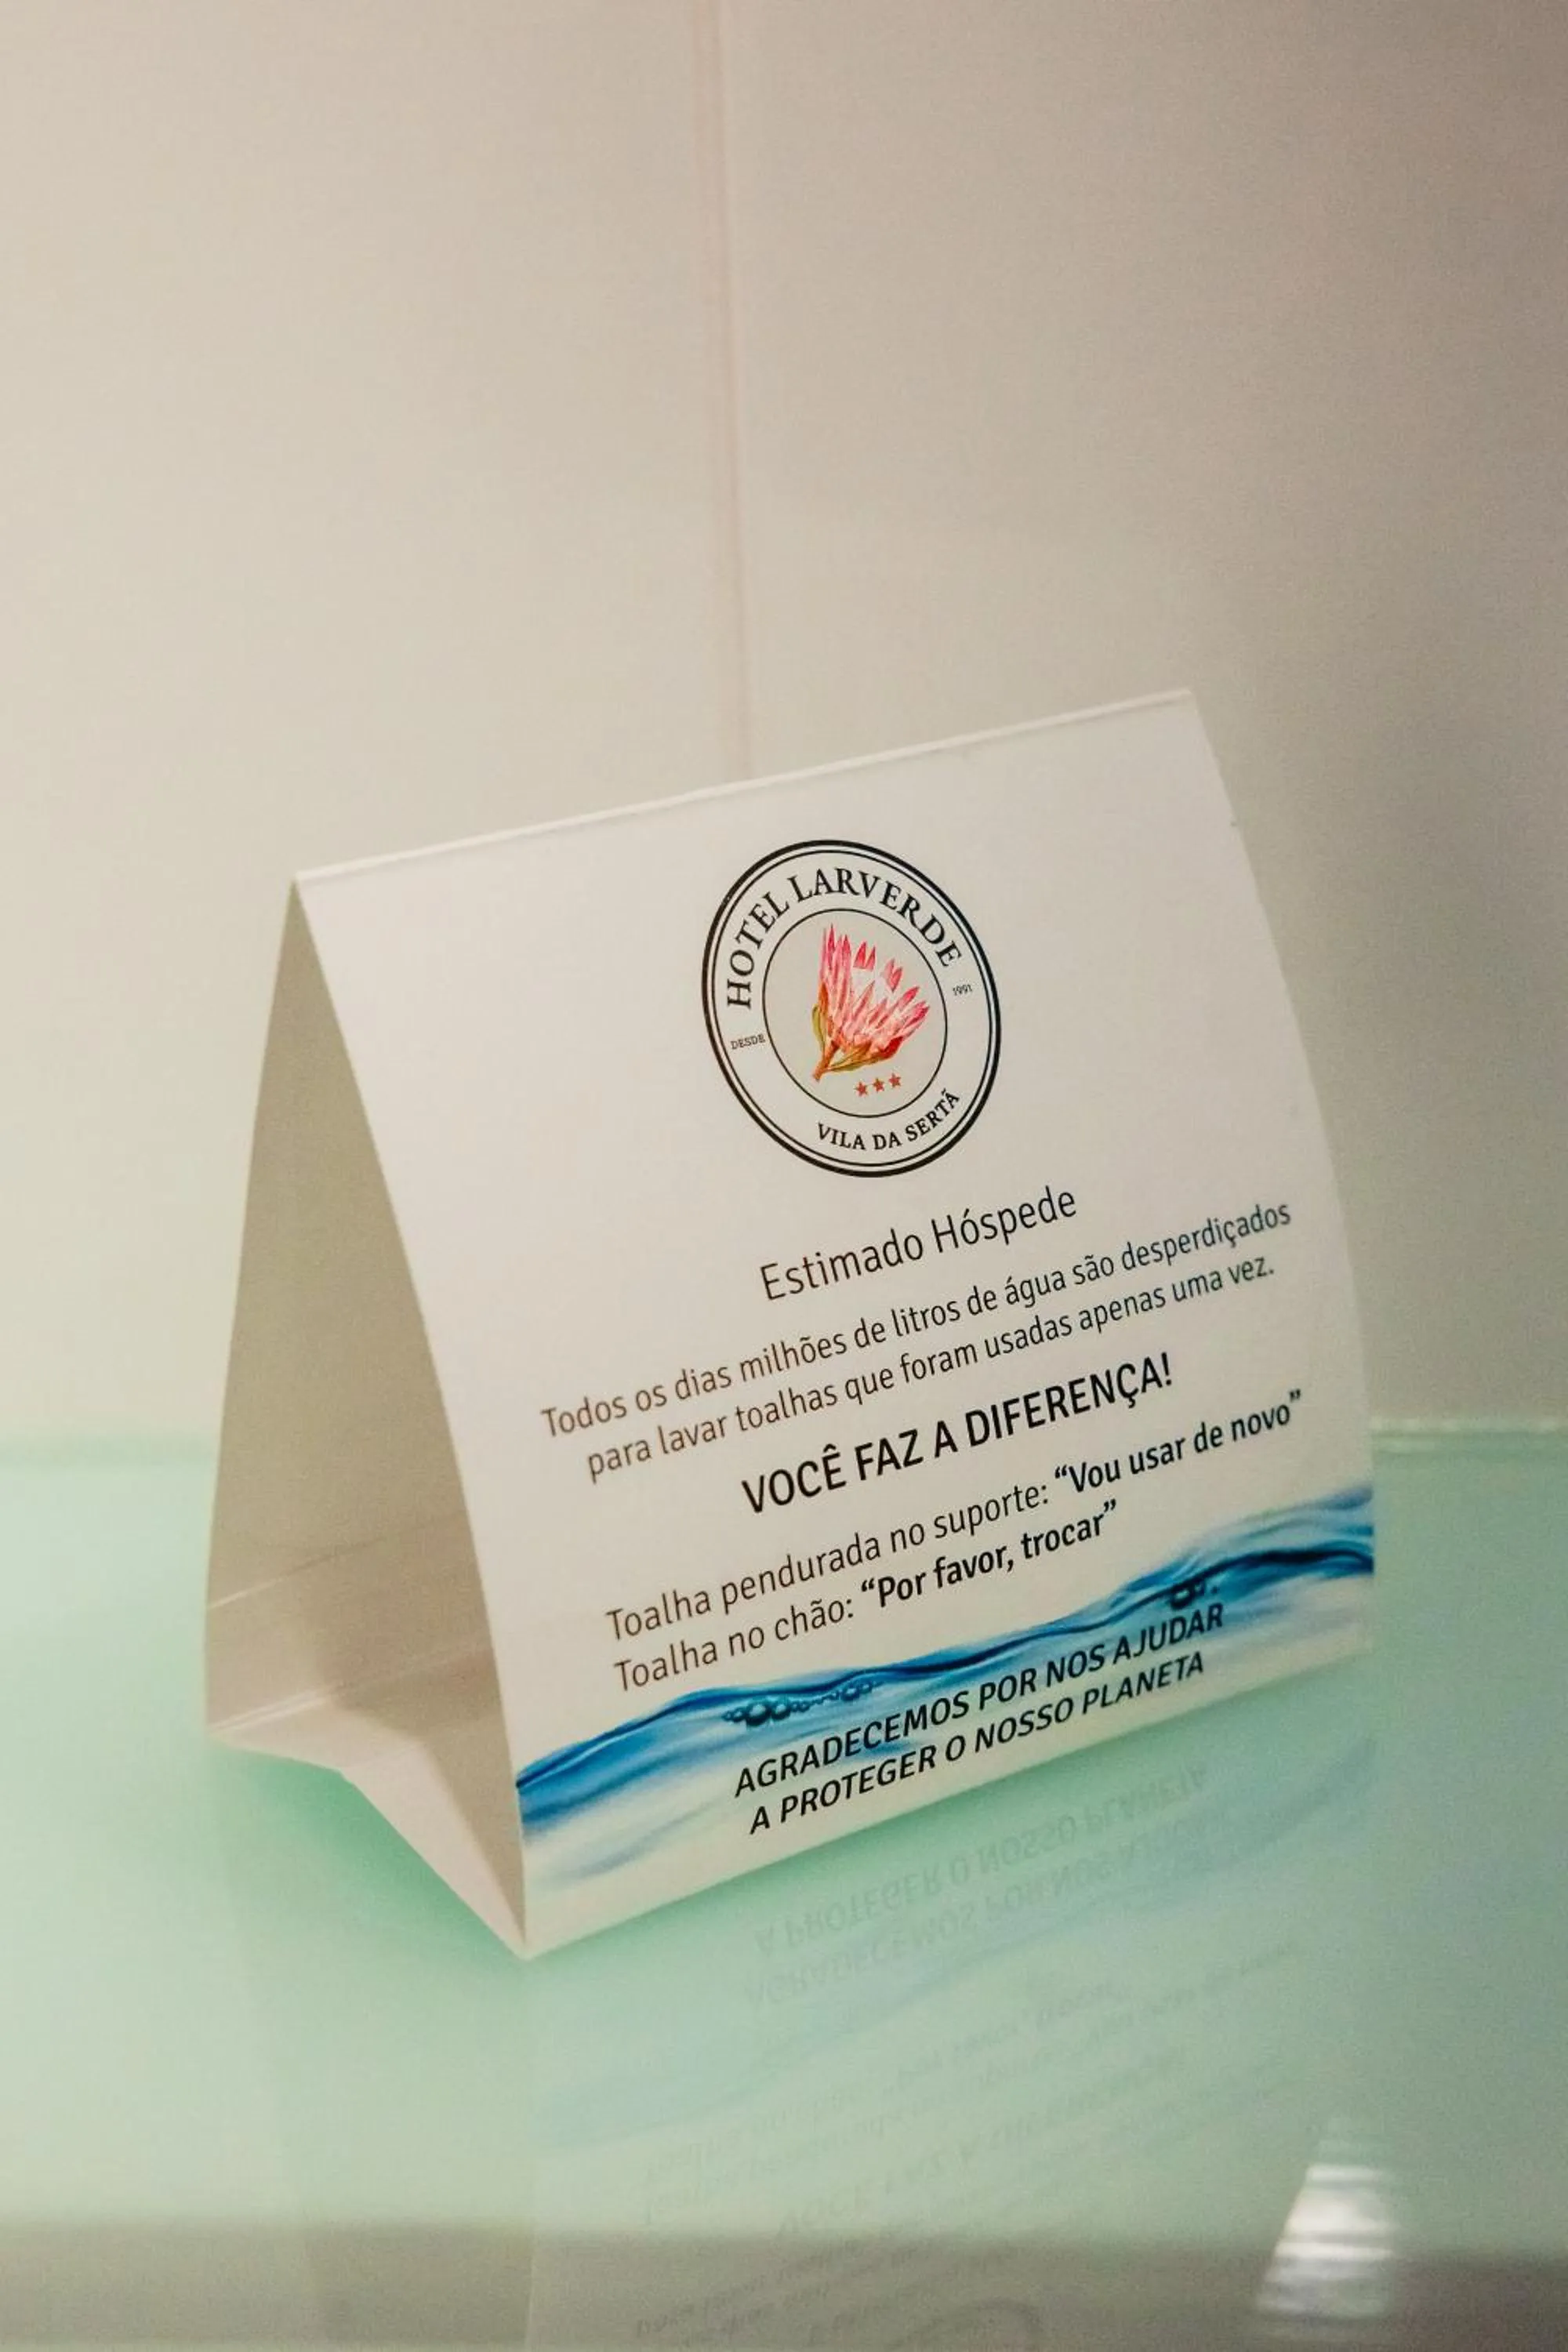 HOTEL LARVERDE
DESDE 1991
VILA DA SERTÃ
Estimado Hóspede
Todos os dias milhões de litros de água são desperdiçados
para lavar toalhas que foram usadas apenas uma vez.
VOCÊ FAZ A DIFERENÇA!
Toalha pendurada no suporte: “Vou usar de novo”
Toalha no chão: “Por favor, trocar”
AGRADECEMOS POR NOS AJUDAR
A PROTEGER O NOSSO PLANETA